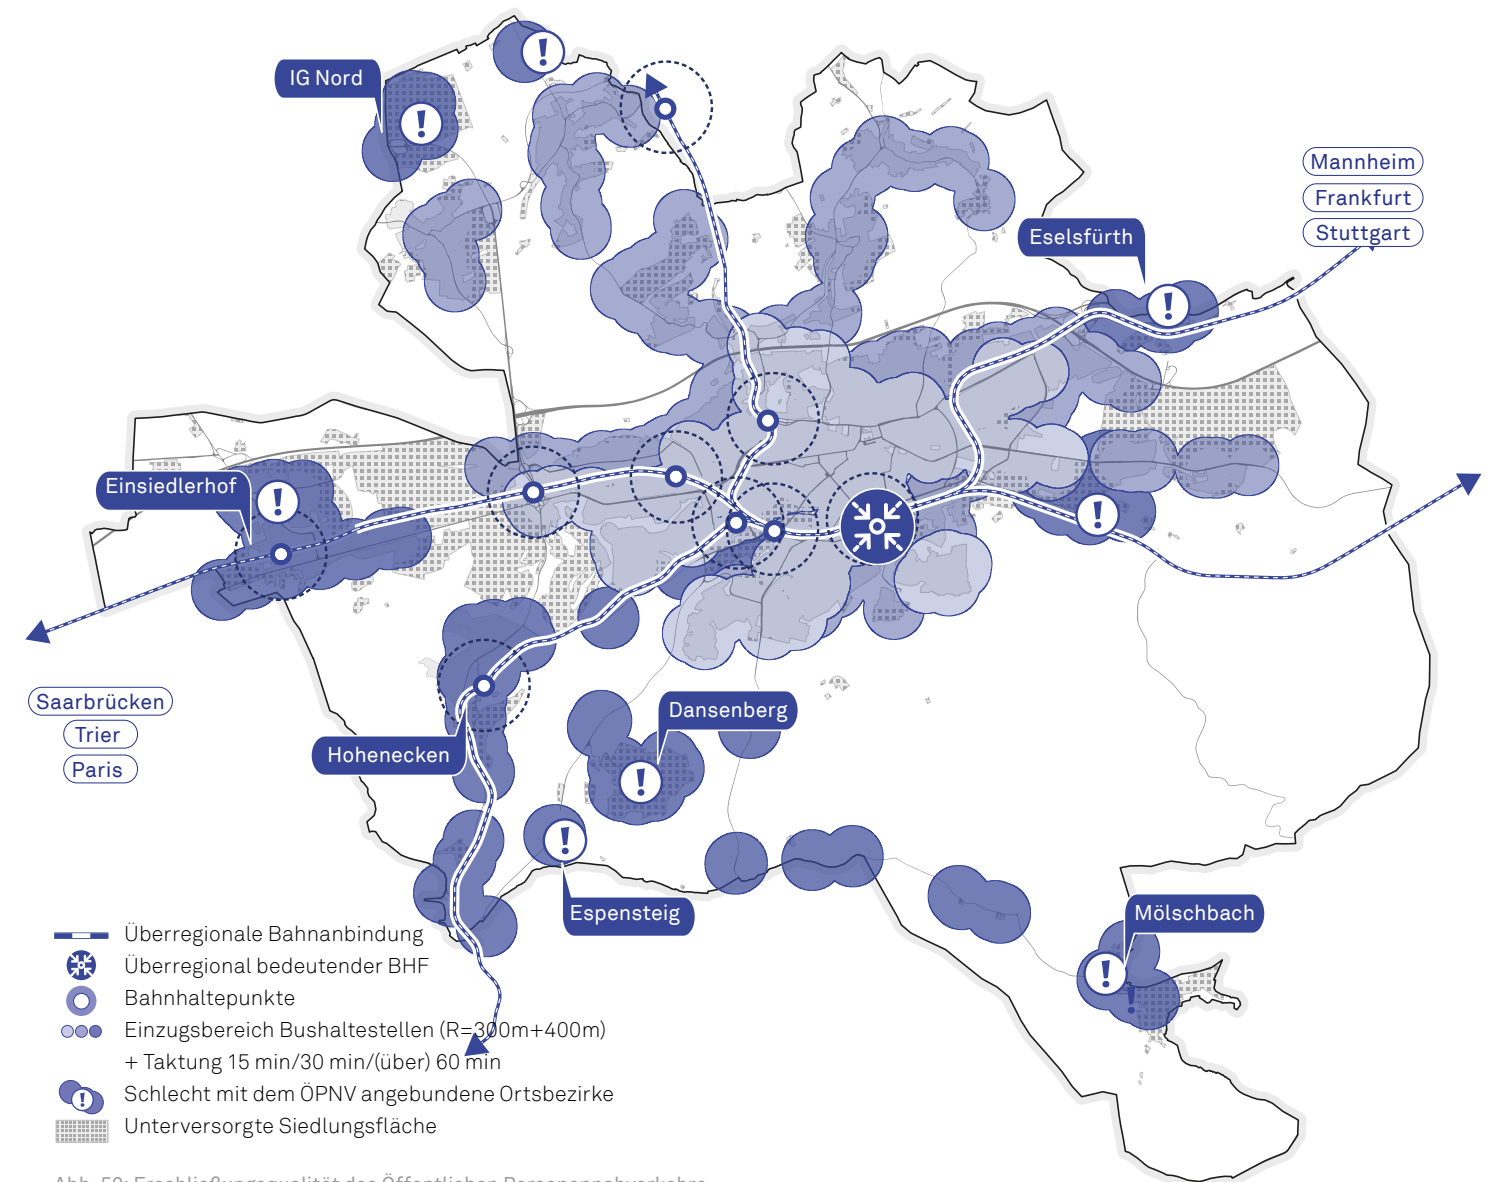 IG Nord
Mannheim
Frankfurt
Stuttgart
Eselsfürth
Einsiedlerhof
Saarbrücken
Trier
Paris
Dansenberg
Hohenecken
Espensteig
Mölschbach
Überregionale Bahnanbindung
Überregional bedeutender BHF
Bahnhaltepunkte
Einzugsbereich Bushaltestellen (R=300m+400m)
+ Taktung 15 min/30 min/(über) 60 min
Schlecht mit dem ÖPNV angebundene Ortsbezirke
Unterversorgte Siedlungsfläche